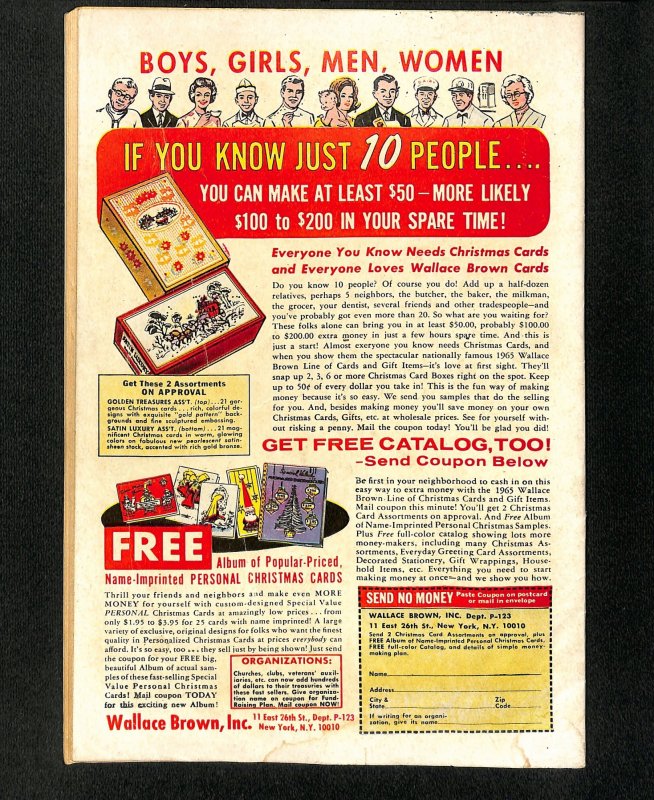 BOYS, GIRLS, MEN, WOMEN
IF YOU KNOW JUST 10 PEOPLE....
YOU CAN MAKE AT LEAST $50 – MORE LIKELY
$100 to $200 IN YOUR SPARE TIME!
Everyone You Know Needs Christmas Cards
and Everyone Loves Wallace Brown Cards
Do you know 10 people? Of course you do! Add up a half-dozen
relatives, perhaps 5 neighbors, the butcher, the baker, the milkman,
the grocer, your dentist, several friends and other tradespeople—and
you've probably got even more than 20. So what are you waiting for?
These folks alone can bring you in at least $50.00, probably $100.00
to $200.00 extra money in just a few hours spare time. And this is
just a start! Almost everyone you know needs Christmas Cards, and
when you show them the spectacular nationally famous 1965 Wallace
Brown Line of Cards and Gift Items—it's love at first sight. They'll
snap up 2, 3, 6 or more Christmas Card Boxes right on the spot. Keep
up to 50¢ of every dollar you take in! This is the fun way of making
money because it's so easy. We send you samples that do the selling
for you. And, besides making money you'll save money on your own
Christmas Cards, Gifts, etc. at wholesale prices. See for yourself with-
out risking a penny. Mail the coupon today! You'll be glad you did!
Get These 2 Assortments
ON APPROVAL
GOLDEN TREASURES ASS'T. (top)...21 gor-
geous Christmas cards... rich, colorful de-
signs with exquisite "gold pattern" back-
grounds and fine sculptured embossing.
SATIN LUXURY ASS'T. (bottom)...21 mag-
nificent Christmas cards in warm, glowing
colors on fabulous new pearlescent satin-
sheen stock, accented with rich gold bronze.
GET FREE CATALOG, TOO!
–Send Coupon Below
Be first in your neighborhood to cash in on this
easy way to extra money with the 1965 Wallace
Brown Line of Christmas Cards and Gift Items.
Mail coupon this minute! You'll get 2 Christmas
Card Assortments on approval. And Free Album
of Name-Imprinted Personal Christmas Samples.
Plus Free full-color catalog showing lots more
money-makers, including many Christmas As-
sortments, Everyday Greeting Card Assortments,
Decorated Stationery, Gift Wrappings, House-
hold Items, etc. Everything you need to start
making money at once—and we show you how.
FREE
Album of Popular-Priced,
Name-Imprinted PERSONAL CHRISTMAS CARDS
Thrill your friends and neighbors and make even MORE
MONEY for yourself with custom-designed Special Value
PERSONAL Christmas Cards at amazingly low prices...from
only $1.95 to $3.95 for 25 cards with name imprinted! A large
variety of exclusive, original designs for folks who want the finest
quality in Personalized Christmas Cards at prices everybody can
afford. It's so easy, too...they sell just by being shown! Just send
the coupon for your FREE big,
beautiful Album of actual sam-
ples of these fast-selling Special
Value Personal Christmas
Cards! Mail coupon TODAY
for this exciting new Album!
ORGANIZATIONS:
Churches, clubs, veterans' auxil-
iaries, etc. can now add hundreds
of dollars to their treasuries with
these fast sellers. Give organiza-
tion name on coupon for Fund-
Raising Plan. Mail coupon NOW!
Wallace Brown, Inc. 11 East 26th St., Dept. P-123
New York, N.Y. 10010
SEND NO MONEY Paste Coupon on postcard
or mail in envelope
WALLACE BROWN, INC. Dept. P-123
11 East 26th St., New York, N.Y. 10010
Send 2 Christmas Card Assortments on approval, plus
FREE Album of Name-Imprinted Personal Christmas Cards,
FREE full-color Catalog, and details of simple money-
making plan.
Name
Address
City & Zip
State Code
If writing for an organi-
zation, give its name